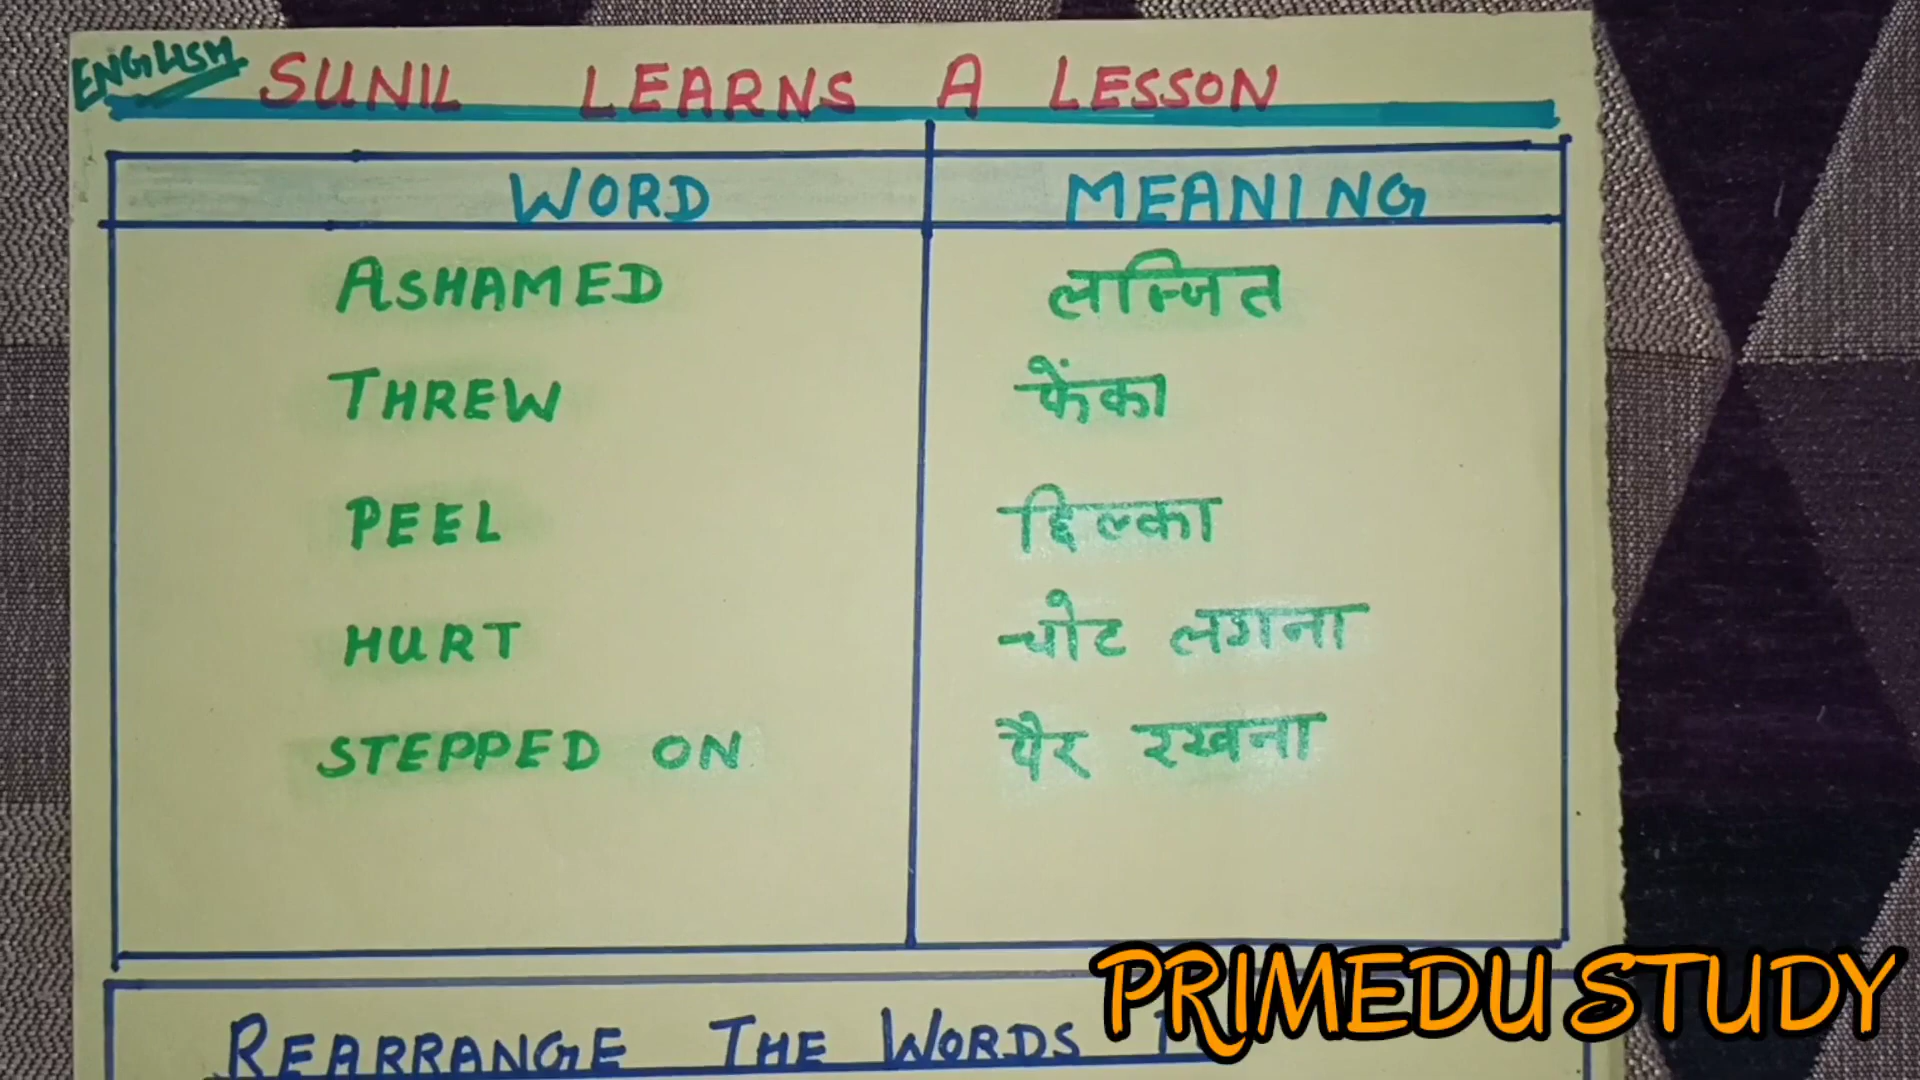 ENGLISH SUNIL LEARNS A LESSON
WORD MEANING
ASHAMED लज्जित
THREW फेंका
PEEL छिल्का
HURT चोट लगना
STEPPED ON पैर रखना
REARRANGE THE WORDS
PRIMEDU STUDY